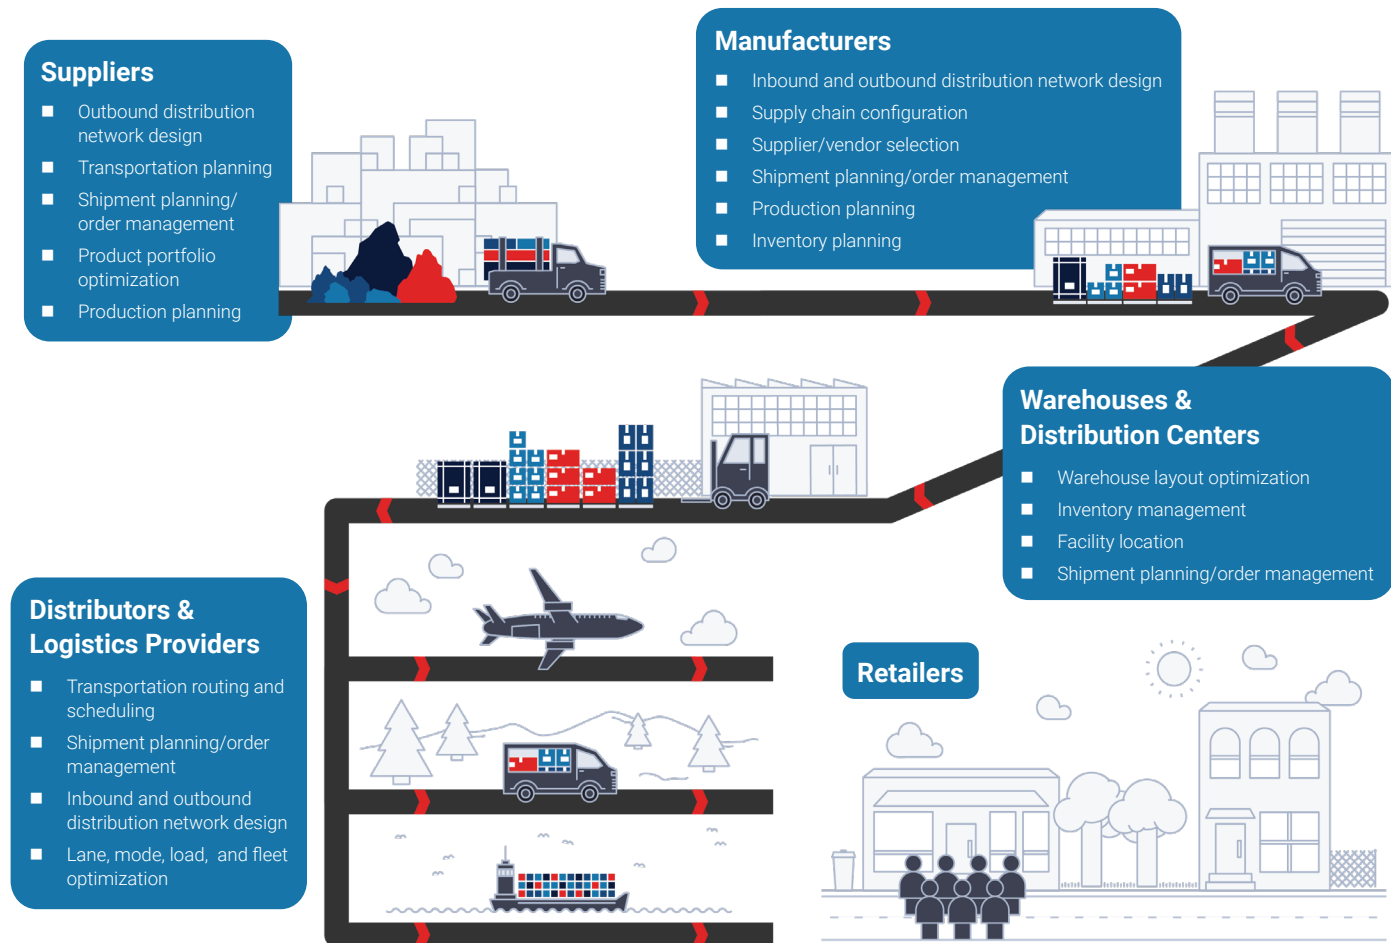 Suppliers
Outbound distribution
network design
Transportation planning
Shipment planning/
order management
Product portfolio
optimization
Production planning
Manufacturers
Inbound and outbound distribution network design
Supply chain configuration
Supplier/vendor selection
Shipment planning/order management
Production planning
Inventory planning
Warehouses &
Distribution Centers
Warehouse layout optimization
Inventory management
Facility location
Shipment planning/order management
Distributors &
Logistics Providers
Transportation routing and
scheduling
Shipment planning/order
management
Inbound and outbound
distribution network design
Lane, mode, load, and fleet
optimization
Retailers